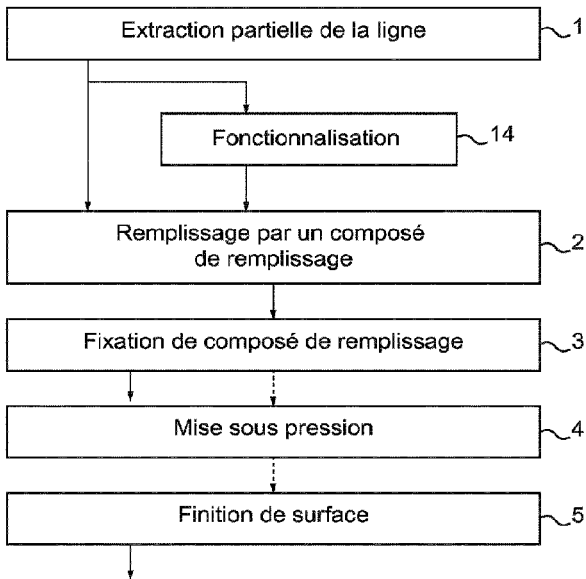 Extraction partielle de la ligne
1
Fonctionnalisation
14
Remplissage par un composé
de remplissage
2
Fixation de composé de remplissage
3
Mise sous pression
4
Finition de surface
5